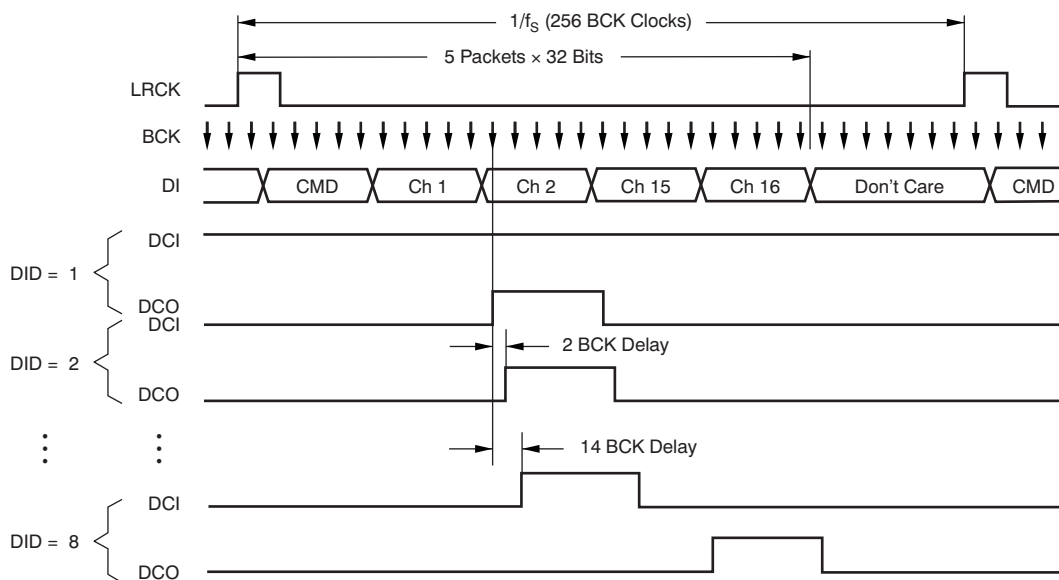 1/fS (256 BCK Clocks)
5 Packets × 32 Bits
LRCK
BCK
DI
CMD
Ch 1
Ch 2
Ch 15
Ch 16
Don't Care
CMD
DCI
DID = 1
DCO
DCI
DID = 2
2 BCK Delay
DCO
14 BCK Delay
DCI
DID = 8
DCO